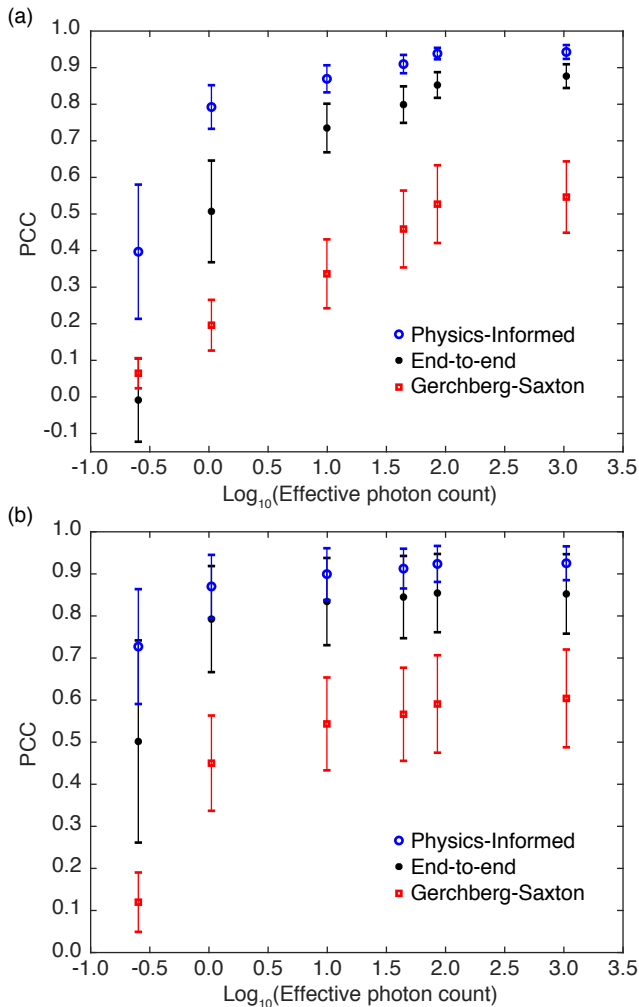 (a)
1.0
0.9
0.8
0.7
0.6
0.5
0.4
0.3
0.2
0.1
0.0
-0.1
PCC
Physics-Informed
End-to-end
Gerchberg-Saxton
-1.0 -0.5 0.0 0.5 1.0 1.5 2.0 2.5 3.0 3.5
Log10(Effective photon count)
(b)
1.0
0.9
0.8
0.7
0.6
0.5
0.4
0.3
0.2
0.1
0.0
PCC
Physics-Informed
End-to-end
Gerchberg-Saxton
-1.0 -0.5 0.0 0.5 1.0 1.5 2.0 2.5 3.0 3.5
Log10(Effective photon count)